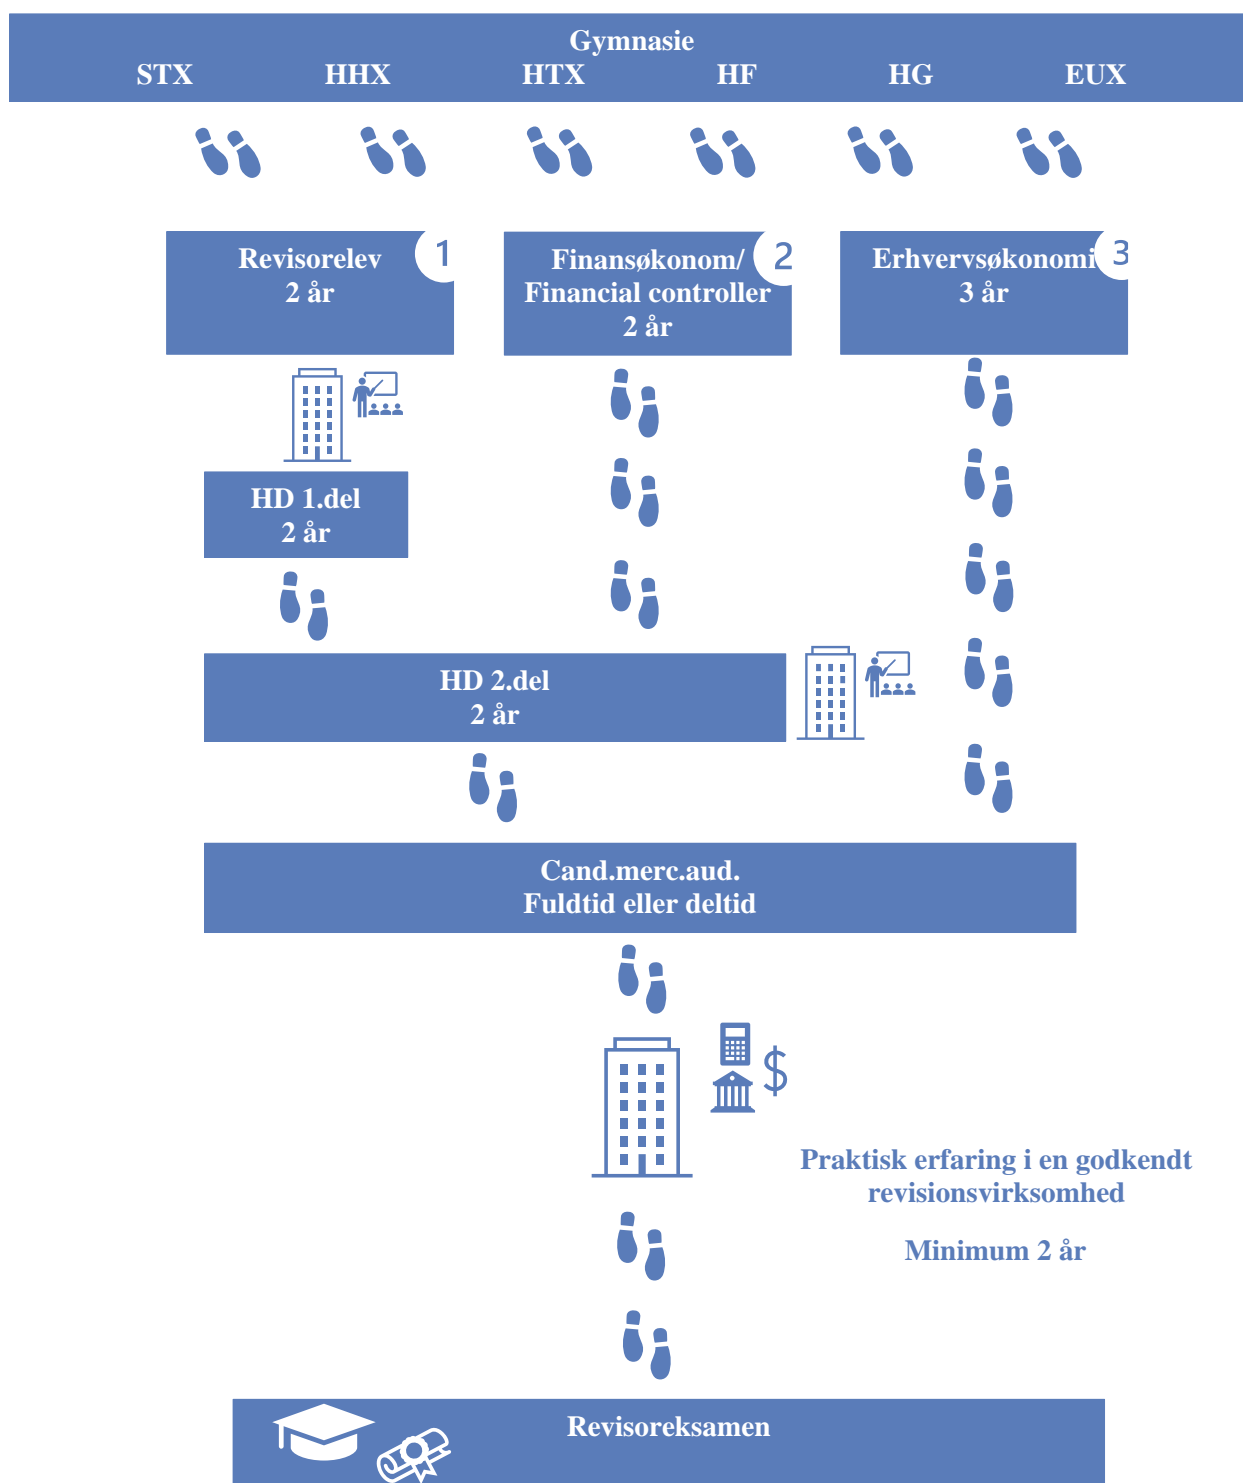 Gymnasie
STX HHX HTX HF HG EUX
Revisorelev
2 år
1
Finansøkonom/
Financial controller
2 år
2
Erhvervsøkonomi
3 år
3
HD 1.del
2 år
HD 2.del
2 år
Cand.merc.aud.
Fuldtid eller deltid
$
Praktisk erfaring i en godkendt
revisionsvirksomhed
Minimum 2 år
Revisoreksamen